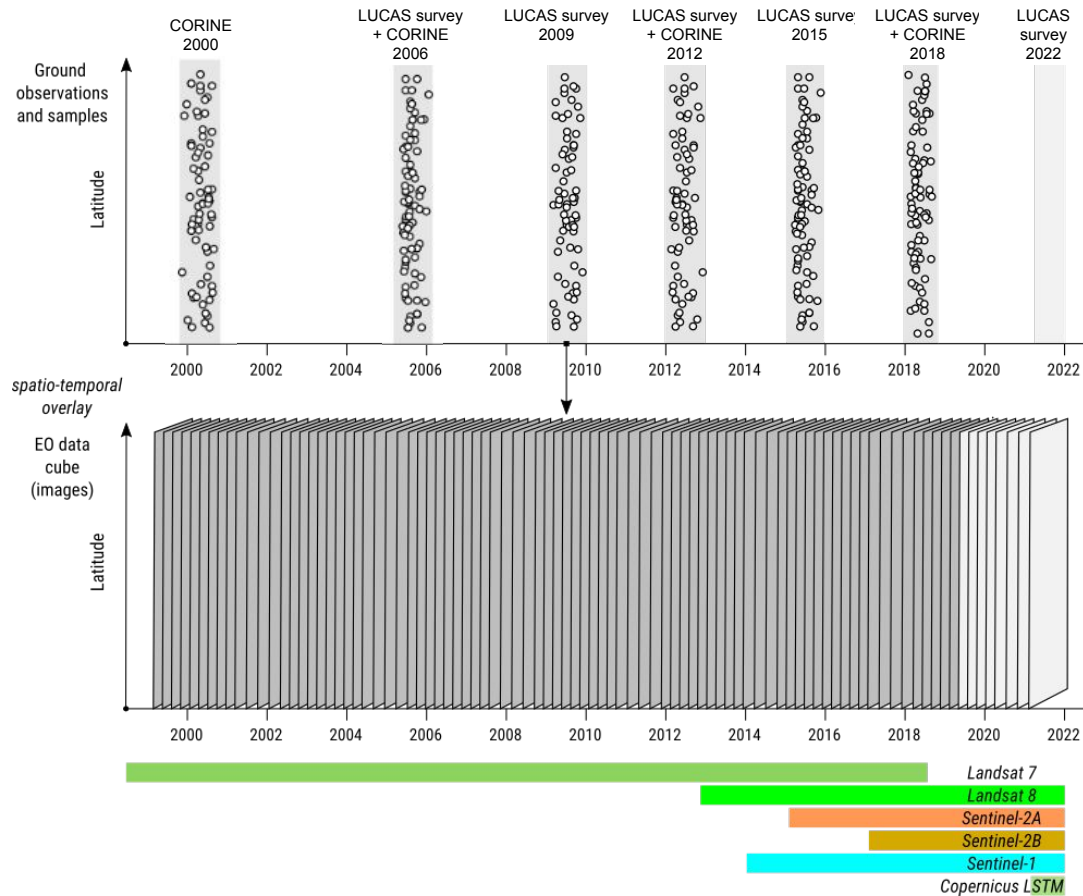 CORINE
2000
LUCAS survey
+ CORINE
2006
LUCAS survey
2009
LUCAS survey
+ CORINE
2012
LUCAS survey
2015
LUCAS survey
+ CORINE
2018
LUCAS
survey
2022
Ground
observations
and samples
Latitude
2000 2002 2004 2006 2008 2010 2012 2014 2016 2018 2020 2022
spatio-temporal
overlay
EO data
cube
(images)
Latitude
2000 2002 2004 2006 2008 2010 2012 2014 2016 2018 2020 2022
Landsat 7
Landsat 8
Sentinel-2A
Sentinel-2B
Sentinel-1
Copernicus LSTM